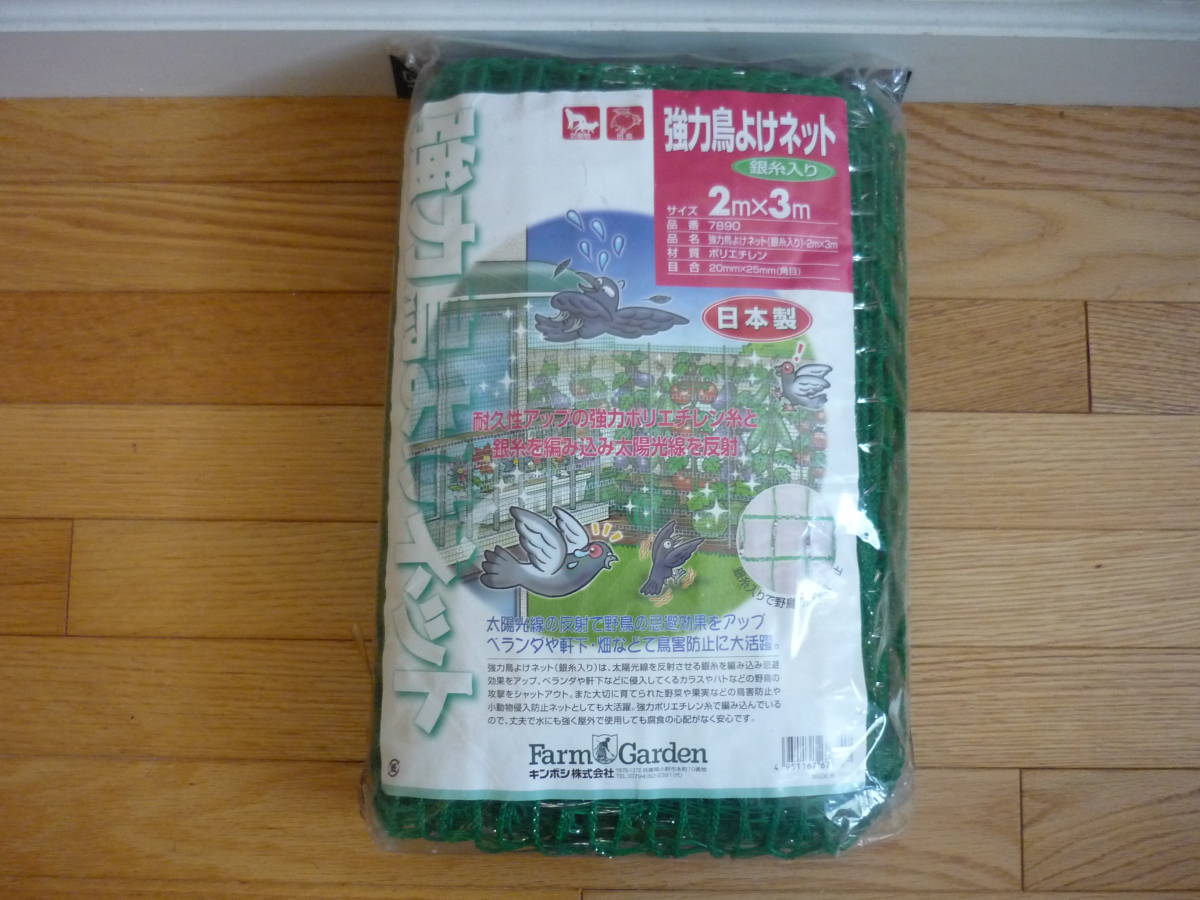 強力鳥よけネット
強力鳥よけネット
銀糸入り
サイズ 2m×3m
品番 7890
品名 強力鳥よけネット(銀糸入り)・2m×3m
材質 ポリエチレン
目合 20mm×25mm(角目)
日本製
耐久性アップの強力ポリエチレン糸と
銀糸を編み込み太陽光線を反射
銀糸入りで野鳥
太陽光線の反射で野鳥の忌避効果をアップ
ベランダや軒下・畑などで鳥害防止に大活躍。
強力鳥よけネット(銀糸入り)は、太陽光線を反射させる銀糸を編み込み忌避
効果をアップ、ベランダや軒下などに侵入してくるカラスやハトなどの野鳥の
攻撃をシャットアウト。また大切に育てられた野菜や果実などの鳥害防止や
小動物侵入防止ネットとしても大活躍。強力ポリエチレン糸で編み込んでいる
ので、丈夫で水にも強く屋外で使用しても腐食の心配がなく安心です。
Farm Garden
キンボシ株式会社